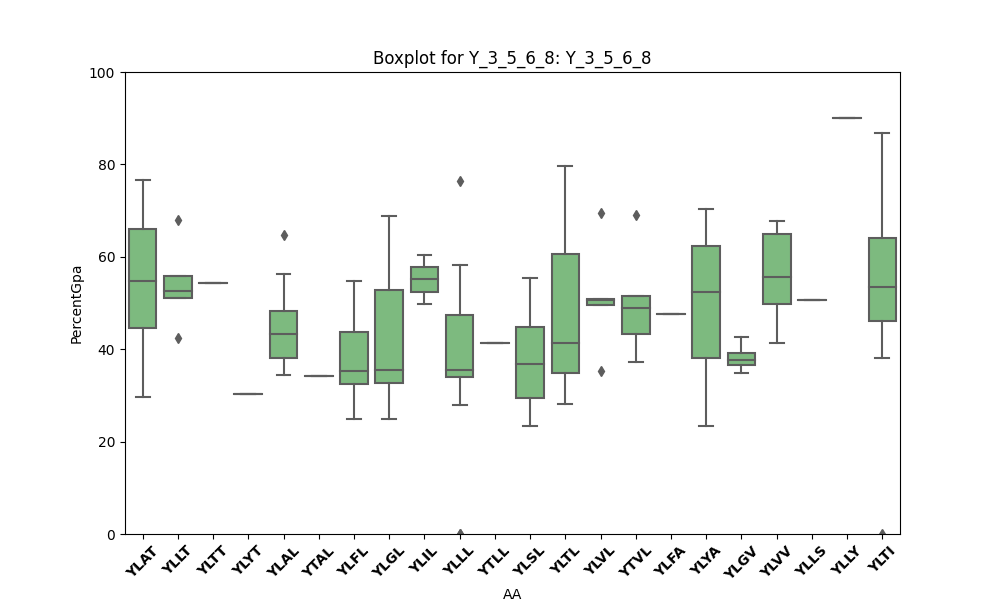 Boxplot for Y_3_5_6_8: Y_3_5_6_8
100
80
60
40
20
0
PercentGpa
YLAT YLLT YLTT YLYT YLAL YTAL YLFL YLGL YLIL YLLL YTLL YLSL YLTL YLVL YTVL YLFA YLYA YLGV YLVV YLLS YLLY YLTI
AA